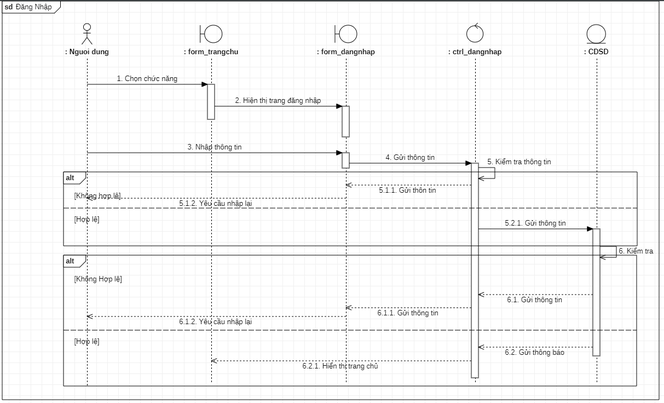 sd Đăng Nhập
: Nguoi dung
: form_trangchu
: form_dangnhap
: ctrl_dangnhap
: CDSD
1. Chọn chức năng
2. Hiện thị trang đăng nhập
3. Nhập thông tin
4. Gửi thông tin
5. Kiểm tra thông tin
alt
5.1.1. Gửi thôn tin
[Không hợp lệ]
5.1.2. Yêu cầu nhập lại
[Hợp lệ]
5.2.1. Gửi thông tin
6. Kiểm tra
alt
[Không Hợp lệ]
6.1. Gửi thông tin
6.1.1. Gửi thông tin
6.1.2. Yêu cầu nhập lại
[Hợp lệ]
6.2. Gửi thông báo
6.2.1. Hiển thị trang chủ